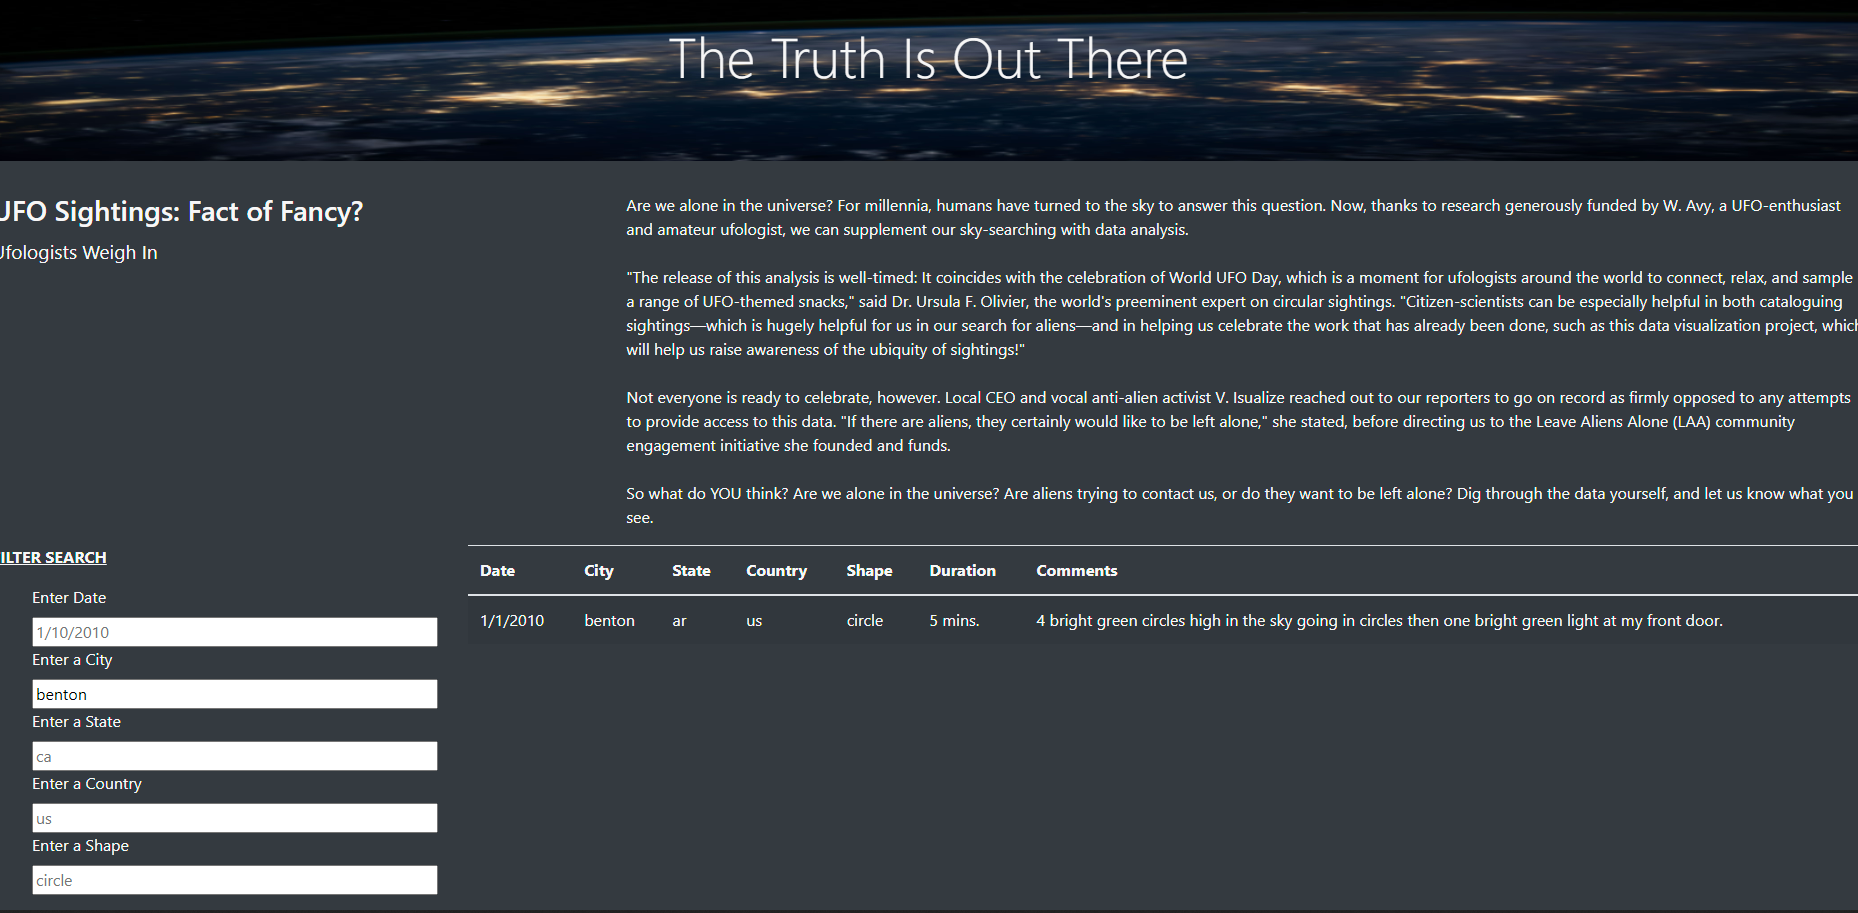 The Truth Is Out There
UFO Sightings: Fact of Fancy?
Ufologists Weigh In
Are we alone in the universe? For millennia, humans have turned to the sky to answer this question. Now, thanks to research generously funded by W. Avy, a UFO-enthusiast
and amateur ufologist, we can supplement our sky-searching with data analysis.
"The release of this analysis is well-timed: It coincides with the celebration of World UFO Day, which is a moment for ufologists around the world to connect, relax, and sample
a range of UFO-themed snacks," said Dr. Ursula F. Olivier, the world's preeminent expert on circular sightings. "Citizen-scientists can be especially helpful in both cataloguing
sightings—which is hugely helpful for us in our search for aliens—and in helping us celebrate the work that has already been done, such as this data visualization project, which
will help us raise awareness of the ubiquity of sightings!"
Not everyone is ready to celebrate, however. Local CEO and vocal anti-alien activist V. Isualize reached out to our reporters to go on record as firmly opposed to any attempts
to provide access to this data. "If there are aliens, they certainly would like to be left alone," she stated, before directing us to the Leave Aliens Alone (LAA) community
engagement initiative she founded and funds.
So what do YOU think? Are we alone in the universe? Are aliens trying to contact us, or do they want to be left alone? Dig through the data yourself, and let us know what you
see.
ILTER SEARCH
Enter Date
1/10/2010
Enter a City
benton
Enter a State
ca
Enter a Country
us
Enter a Shape
circle
Date City State Country Shape Duration Comments
1/1/2010 benton ar us circle 5 mins. 4 bright green circles high in the sky going in circles then one bright green light at my front door.